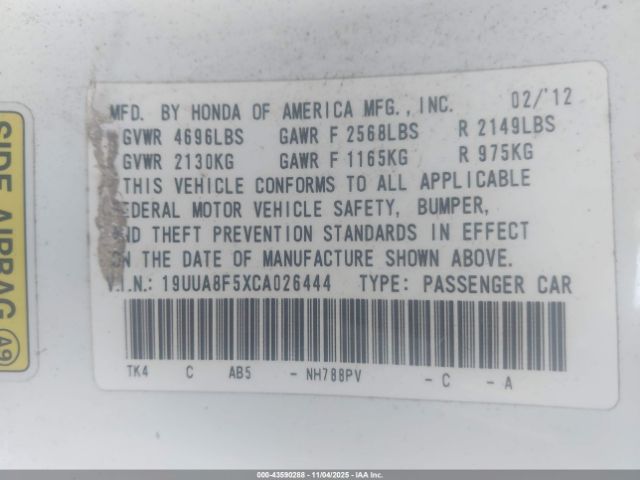 MFD. BY HONDA OF AMERICA MFG., INC. 02/'12
GVWR 4696LBS GAWR F 2568LBS R 2149LBS
GVWR 2130KG GAWR F 1165KG R 975KG
THIS VEHICLE CONFORMS TO ALL APPLICABLE
FEDERAL MOTOR VEHICLE SAFETY, BUMPER,
AND THEFT PREVENTION STANDARDS IN EFFECT
ON THE DATE OF MANUFACTURE SHOWN ABOVE.
V.I.N.: 19UUA8F5XCA026444 TYPE: PASSENGER CAR
TK4 C AB5 - NH788PV - C - A
SIDE AIRBAG A9
000-43590288 - 11/04/2025 - IAA Inc.